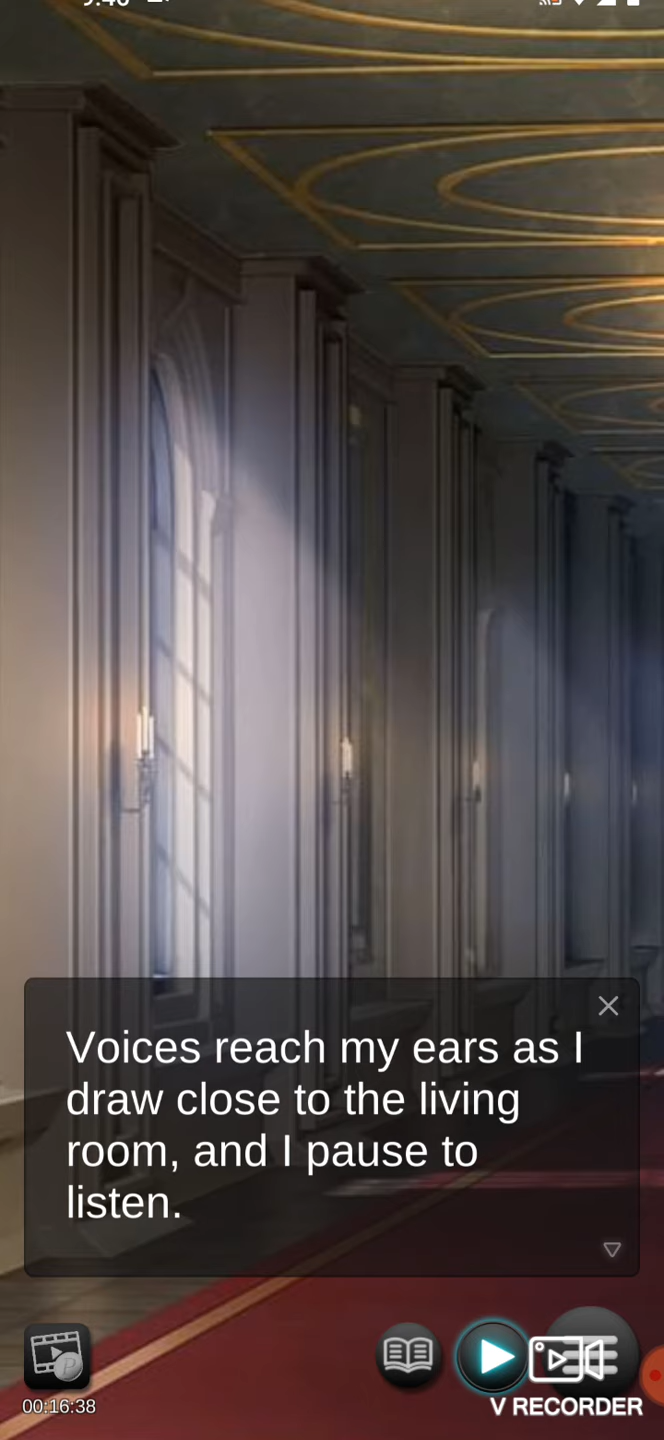 Voices reach my ears as I
draw close to the living
room, and I pause to
listen.
P
00:16:38
V RECORDER